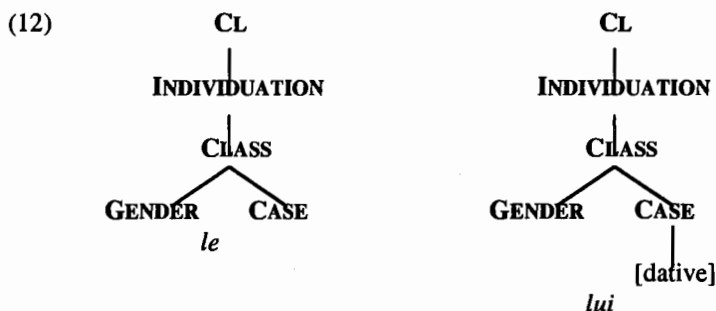 (12) CL CL
INDIVIDUATION INDIVIDUATION
CLASS CLASS
GENDER CASE GENDER CASE
le [dative]
lui